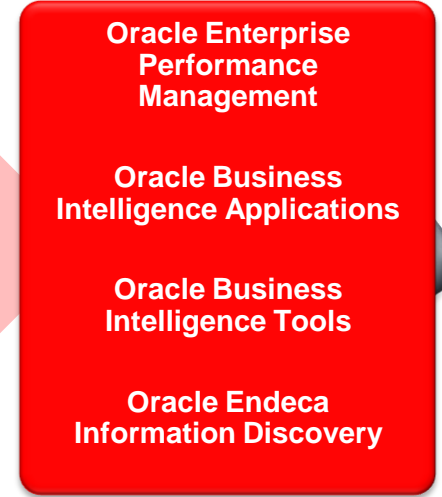 Oracle Enterprise
Performance
Management
Oracle Business
Intelligence Applications
Oracle Business
Intelligence Tools
Oracle Endeca
Information Discovery